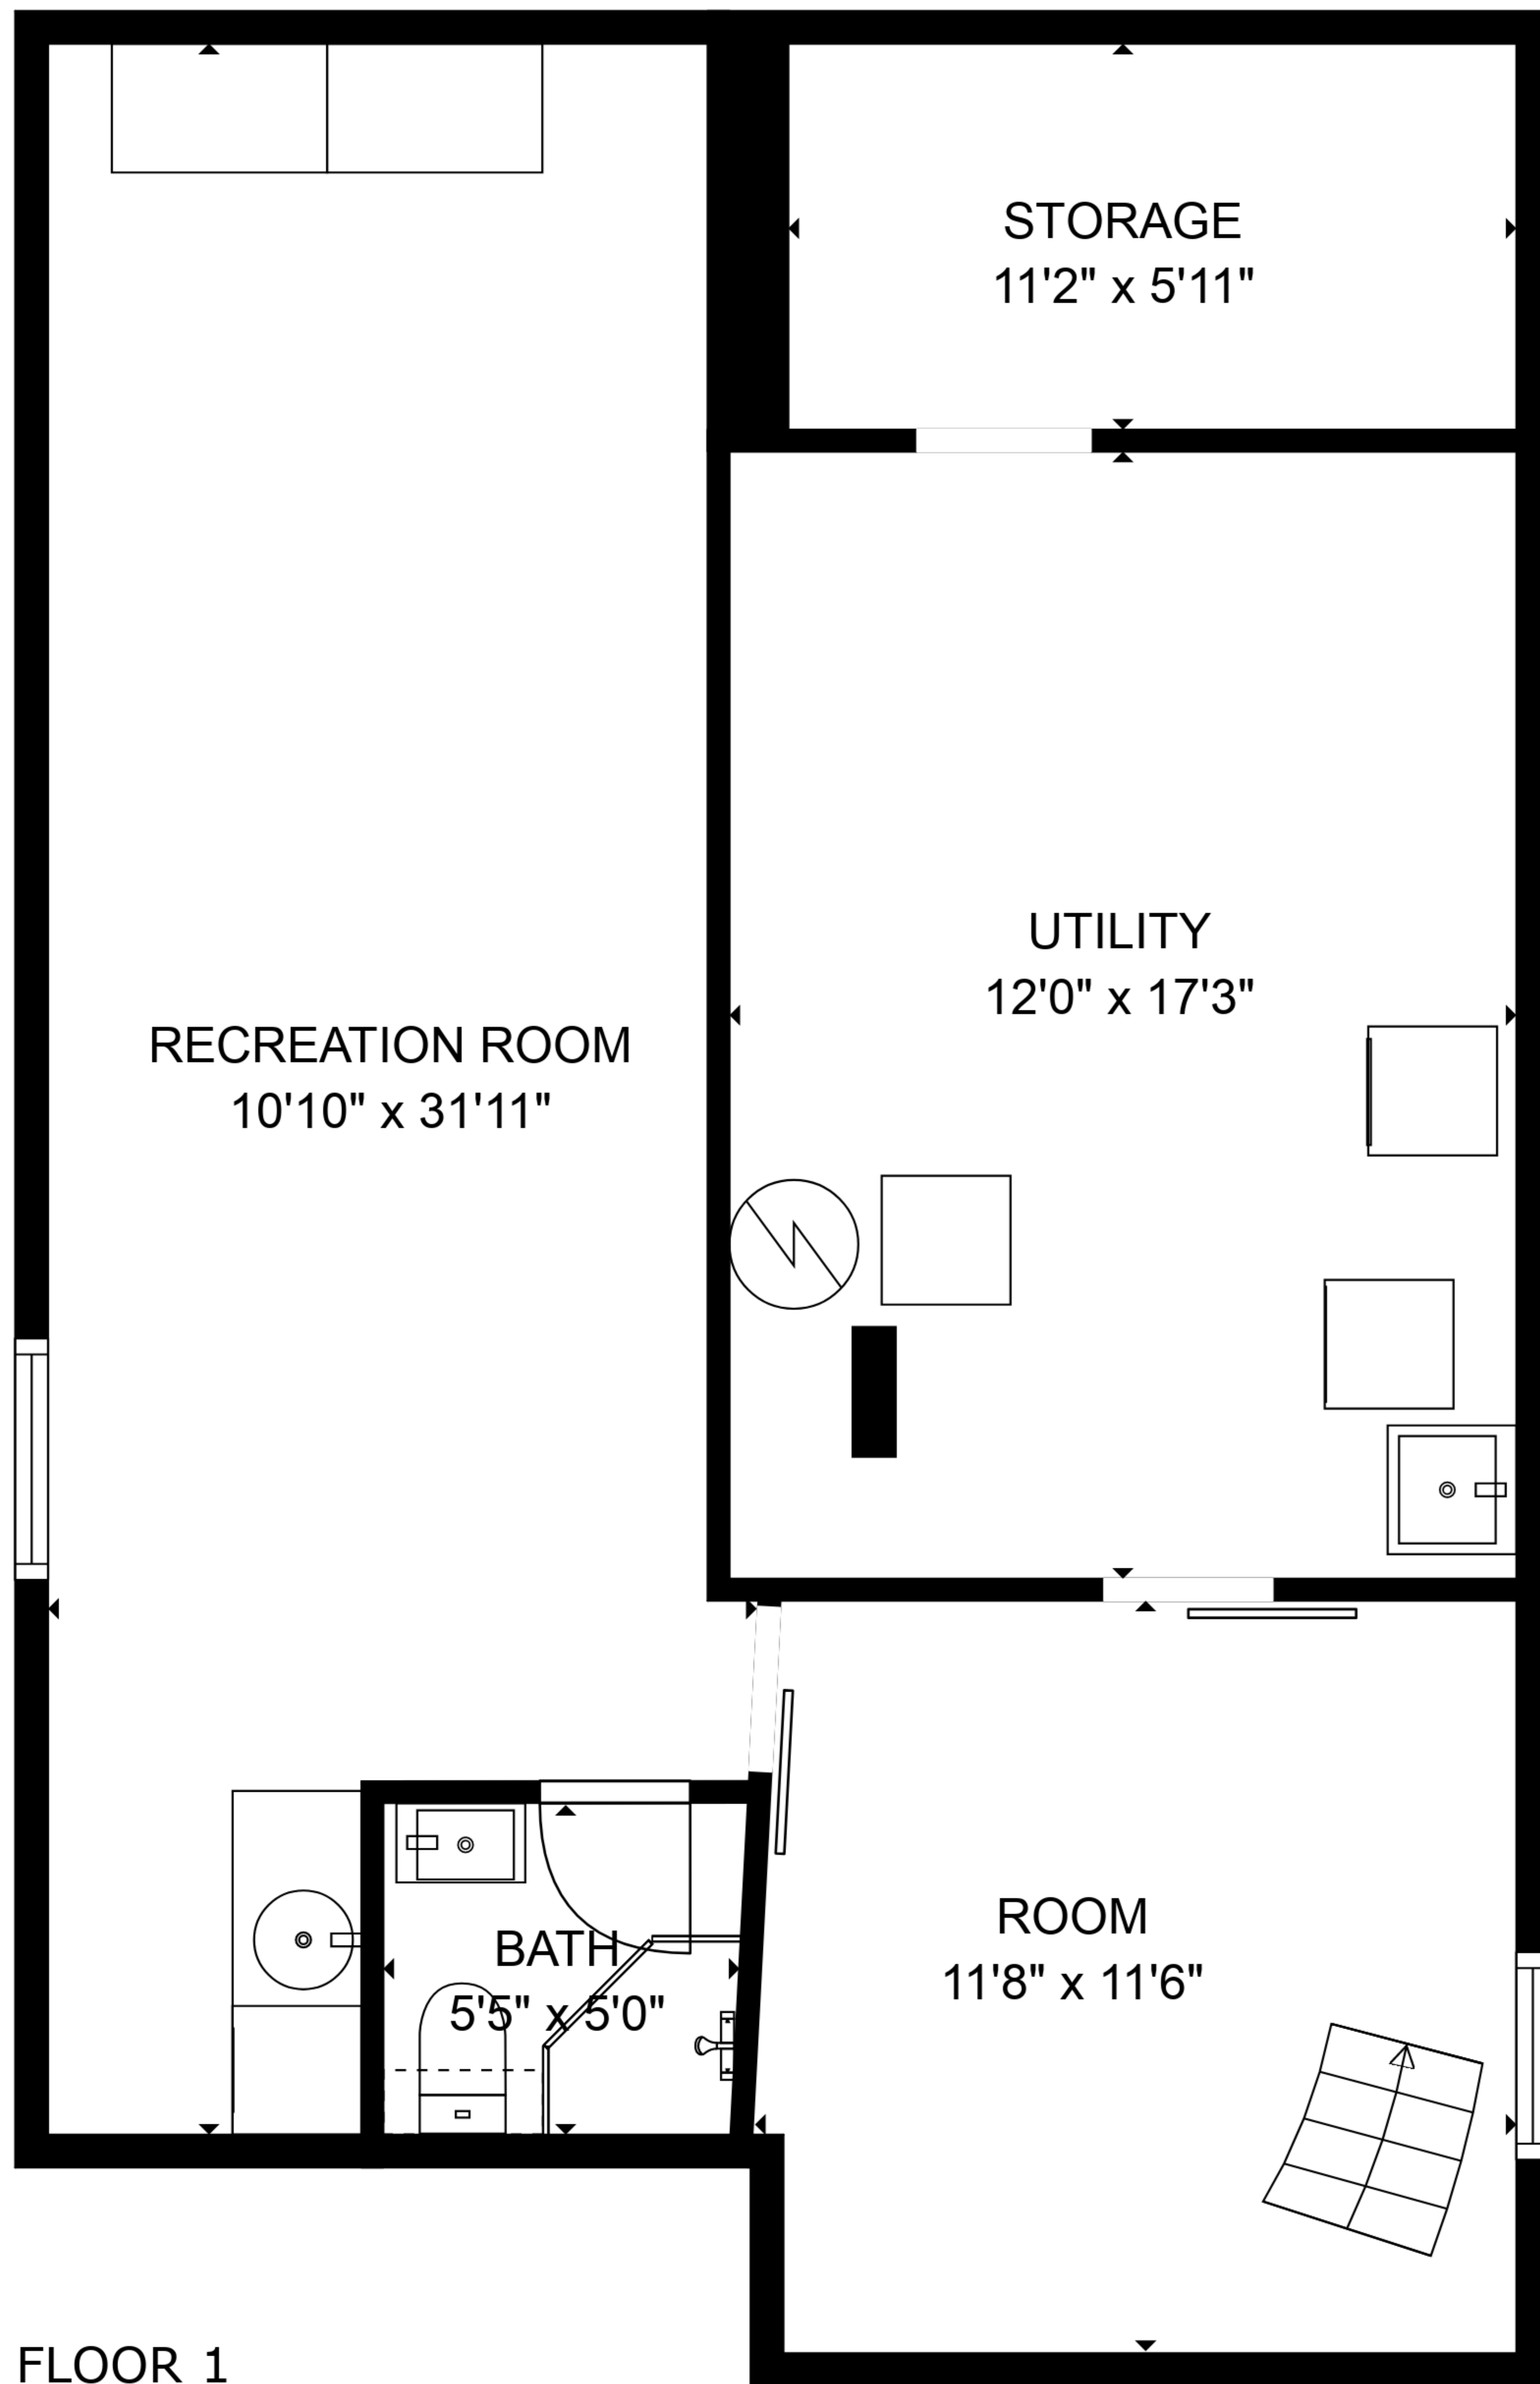 STORAGE
11'2" x 5'11"
UTILITY
12'0" x 17'3"
RECREATION ROOM
10'10" x 31'11"
ROOM
11'8" x 11'6"
BATH
5'5" x 5'0"
FLOOR 1